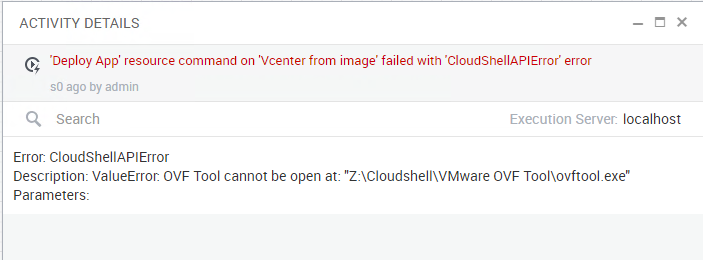 ACTIVITY DETAILS
'Deploy App' resource command on 'Vcenter from image' failed with 'CloudShellAPIError' error
s0 ago by admin
Search
Execution Server: localhost
Error: CloudShellAPIError
Description: ValueError: OVF Tool cannot be open at: "Z:\Cloudshell\VMware OVF Tool\ovftool.exe"
Parameters: